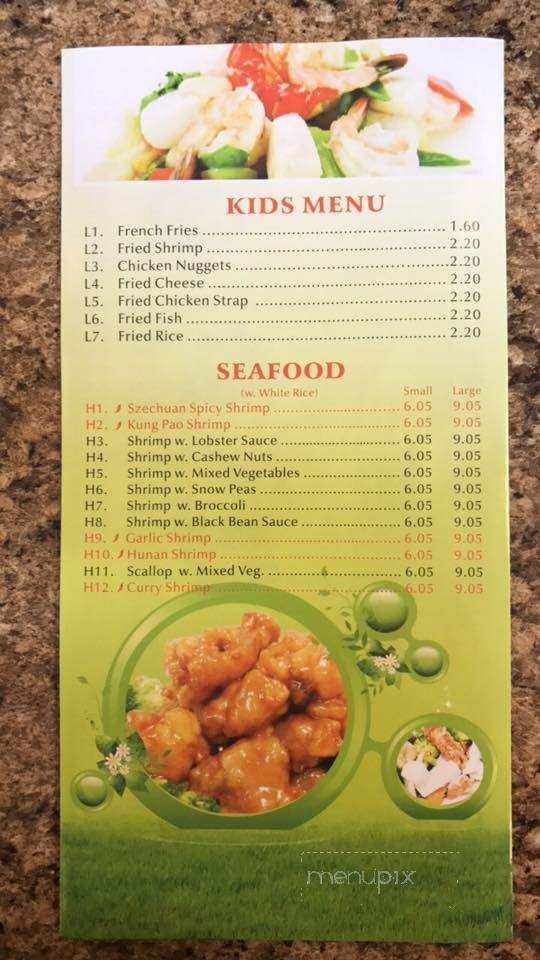 KIDS MENU
L1. French Fries 1.60
L2. Fried Shrimp 2.20
L3. Chicken Nuggets 2.20
L4. Fried Cheese 2.20
L5. Fried Chicken Strap 2.20
L6. Fried Fish 2.20
L7. Fried Rice 2.20
SEAFOOD
(w. White Rice) Small Large
H1. Szechuan Spicy Shrimp 6.05 9.05
H2. Kung Pao Shrimp 6.05 9.05
H3. Shrimp w. Lobster Sauce 6.05 9.05
H4. Shrimp w. Cashew Nuts 6.05 9.05
H5. Shrimp w. Mixed Vegetables 6.05 9.05
H6. Shrimp w. Snow Peas 6.05 9.05
H7. Shrimp w. Broccoli 6.05 9.05
H8. Shrimp w. Black Bean Sauce 6.05 9.05
H9. Garlic Shrimp 6.05 9.05
H10. Hunan Shrimp 6.05 9.05
H11. Scallop w. Mixed Veg. 6.05 9.05
H12. Curry Shrimp 6.05 9.05
menupix